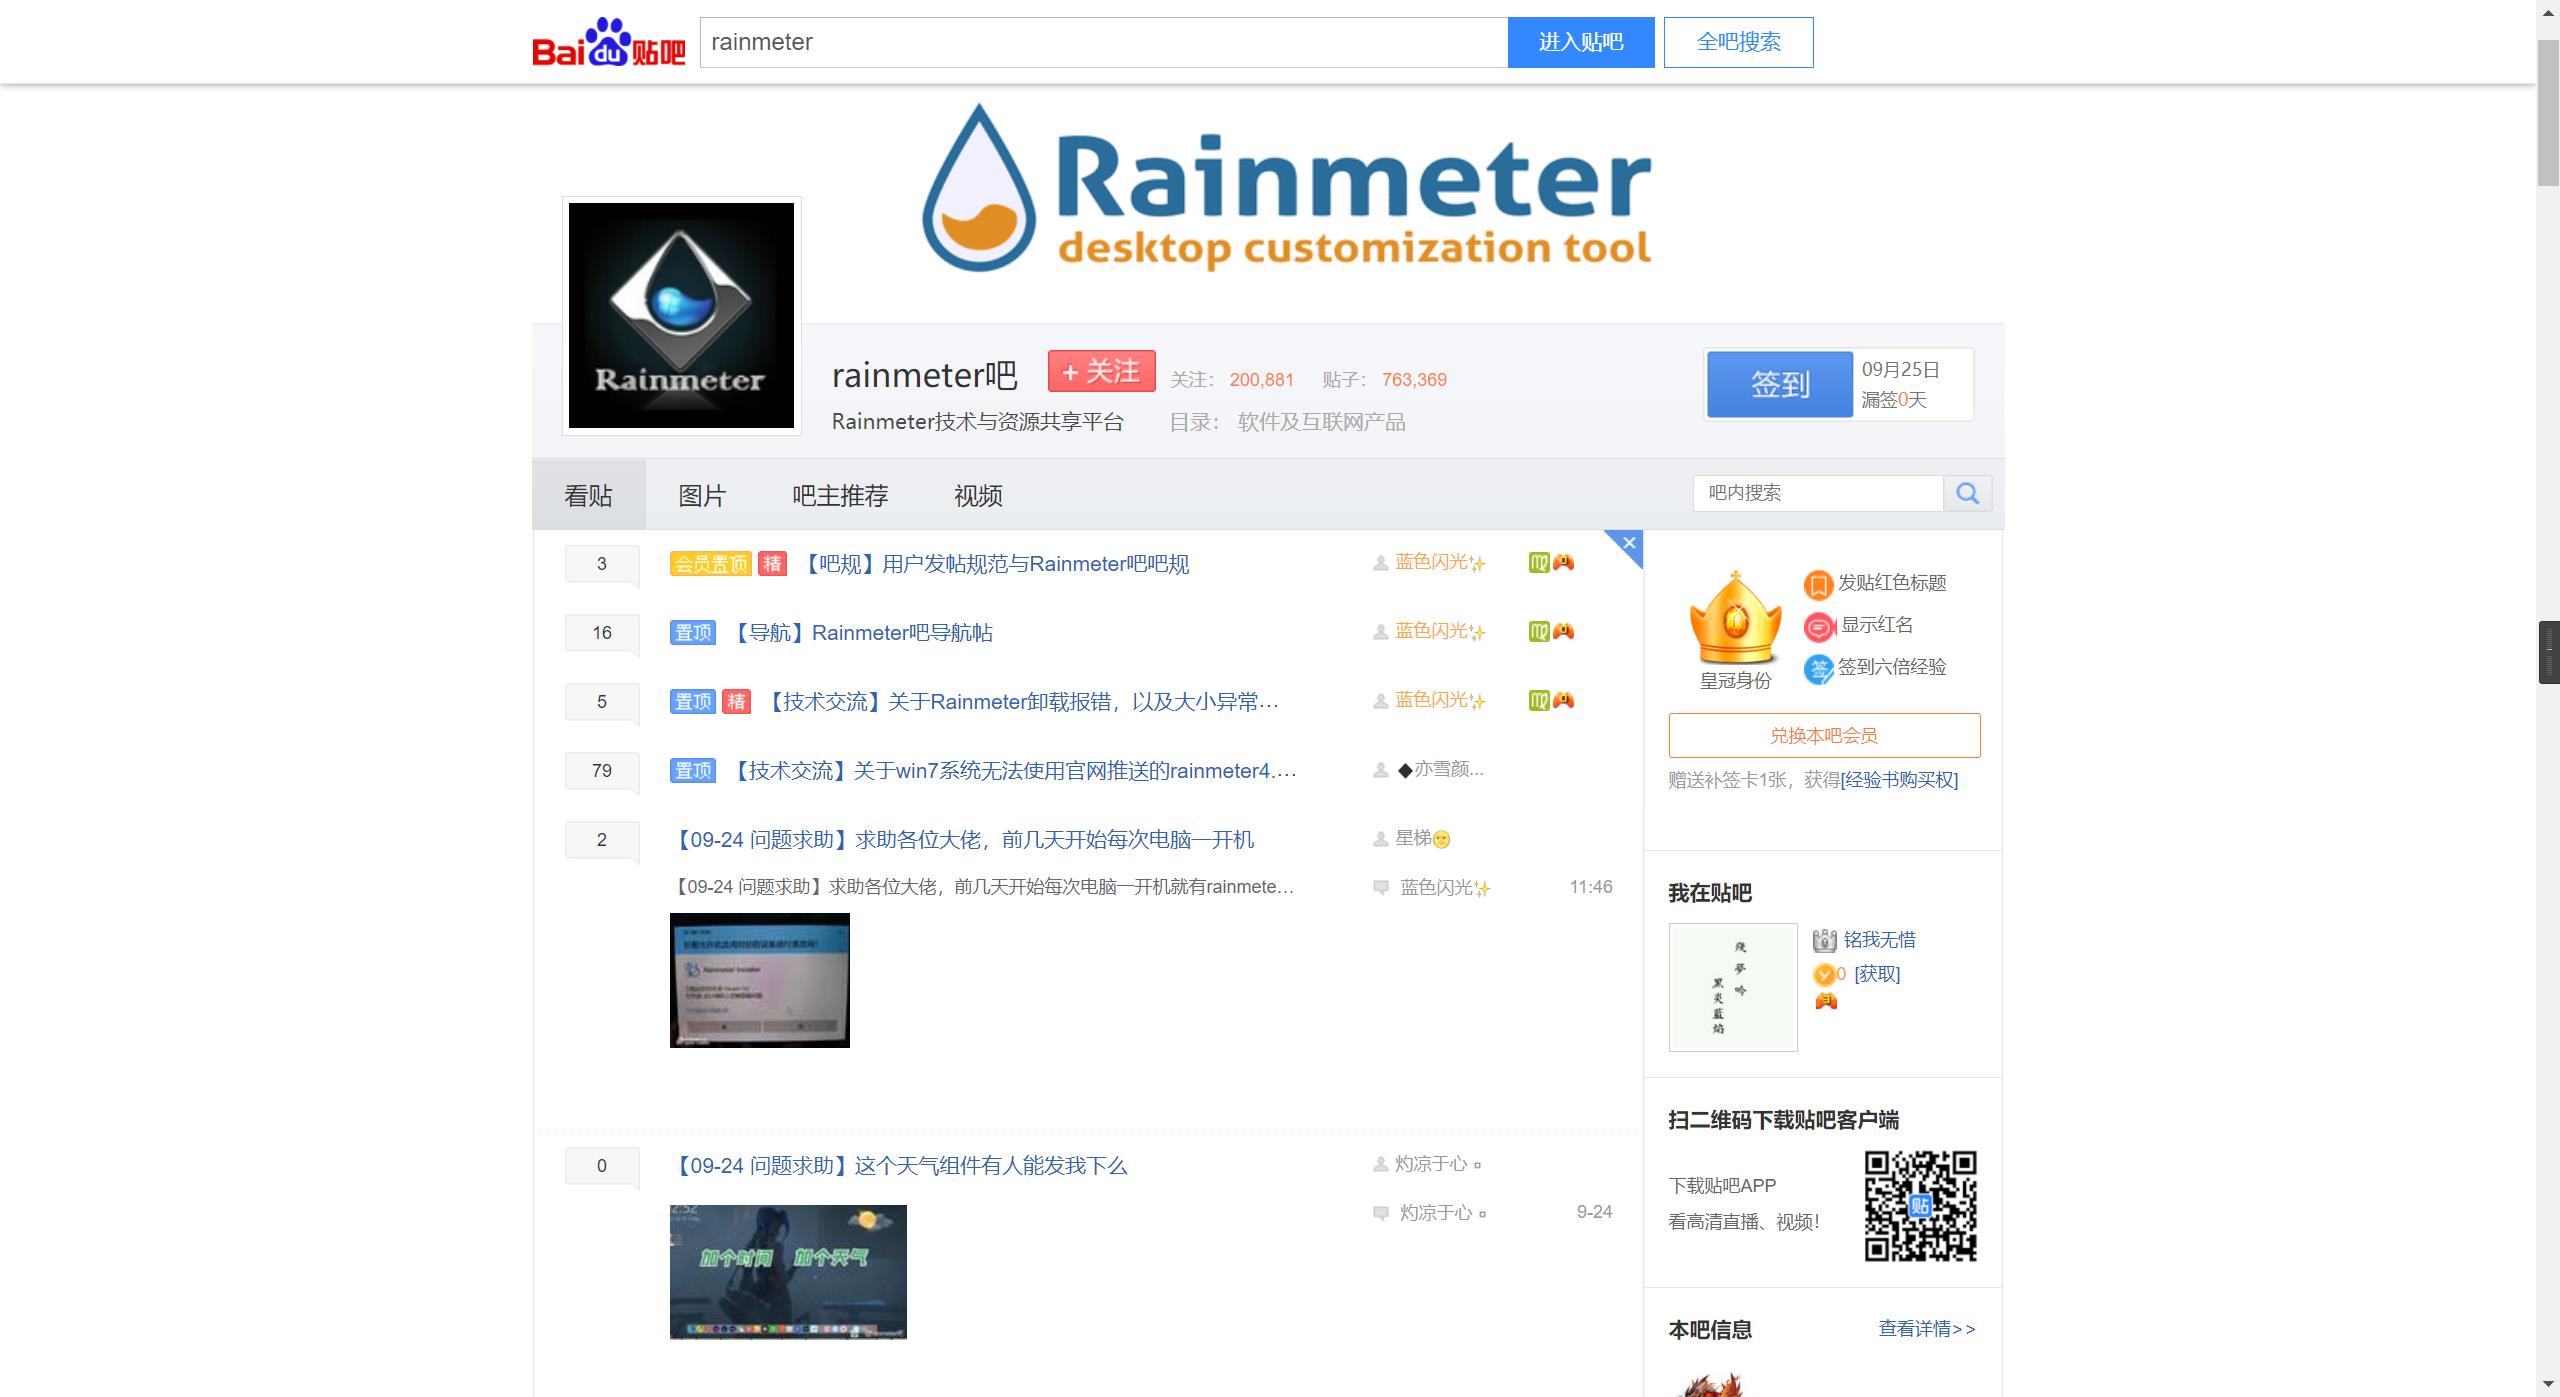 Bai du 贴吧 rainmeter 进入贴吧 全吧搜索
Rainmeter
desktop customization tool
Rainmeter
rainmeter吧 + 关注 关注： 200,881 贴子： 763,369
Rainmeter技术与资源共享平台 目录： 软件及互联网产品
签到 09月25日
漏签0天
看贴 图片 吧主推荐 视频 吧内搜索
3 会员置顶 精 【吧规】用户发帖规范与Rainmeter吧吧规 蓝色闪光✨
16 置顶 【导航】Rainmeter吧导航帖 蓝色闪光✨
5 置顶 精 【技术交流】关于Rainmeter卸载报错，以及大小异常… 蓝色闪光✨
79 置顶 【技术交流】关于win7系统无法使用官网推送的rainmeter4.… ◆亦雪颜...
2 【09-24 问题求助】求助各位大佬，前几天开始每次电脑一开机 星梯🌝
【09-24 问题求助】求助各位大佬，前几天开始每次电脑一开机就有rainmete… 蓝色闪光✨ 11:46
Rainmeter Installer
0 【09-24 问题求助】这个天气组件有人能发我下么 灼凉于心▫
灼凉于心▫ 9-24
2:52
加个时间 加个天气
皇冠身份
发贴红色标题
显示红名
签 签到六倍经验
兑换本吧会员
赠送补签卡1张，获得[经验书购买权]
我在贴吧
残梦吟
黑炎蓝焰
铭我无惜
0 [获取]
3
扫二维码下载贴吧客户端
下载贴吧APP
看高清直播、视频！
贴
本吧信息 查看详情>>